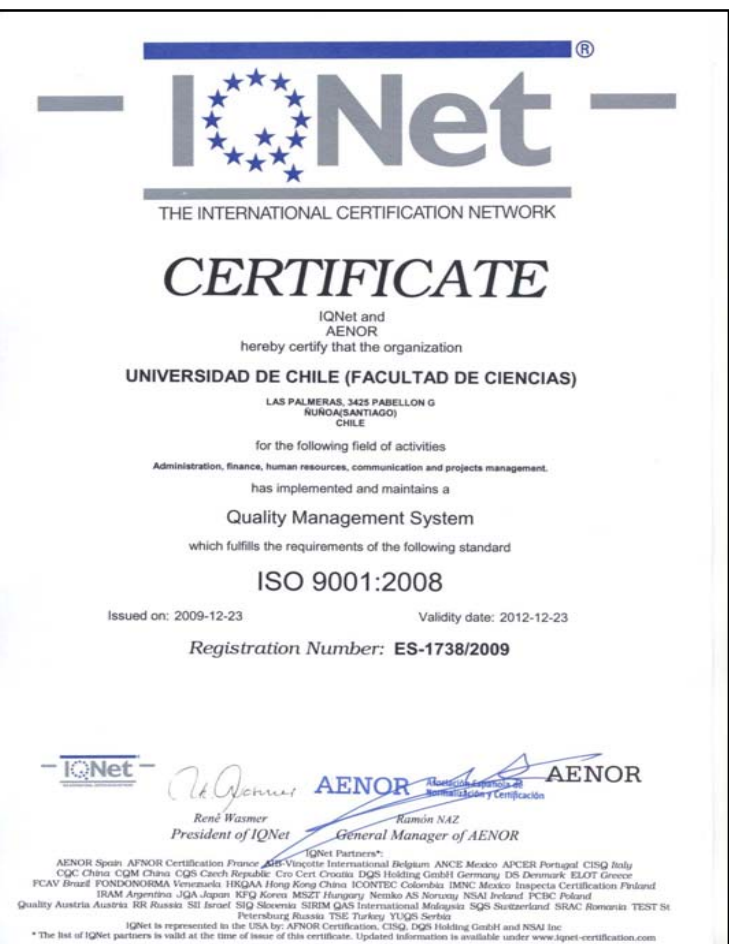 IQNet ®
THE INTERNATIONAL CERTIFICATION NETWORK
CERTIFICATE
IQNet and
AENOR
hereby certify that the organization
UNIVERSIDAD DE CHILE (FACULTAD DE CIENCIAS)
LAS PALMERAS, 3425 PABELLON G
ÑUÑOA(SANTIAGO)
CHILE
for the following field of activities
Administration, finance, human resources, communication and projects management.
has implemented and maintains a
Quality Management System
which fulfills the requirements of the following standard
ISO 9001:2008
Issued on: 2009-12-23 Validity date: 2012-12-23
Registration Number: ES-1738/2009
IQNet
AENOR Asociación Española de Normalización y Certificación AENOR
René Wasmer Ramón NAZ
President of IQNet General Manager of AENOR
IQNet Partners*:
AENOR Spain AFNOR Certification France AIB-Vinçotte International Belgium ANCE Mexico APCER Portugal CISQ Italy
CQC China CQM China CQS Czech Republic Cro Cert Croatia DQS Holding GmbH Germany DS Denmark ELOT Greece
FCAV Brazil FONDONORMA Venezuela HKQAA Hong Kong China ICONTEC Colombia IMNC Mexico Inspecta Certification Finland
IRAM Argentina JQA Japan KFQ Korea MSZT Hungary Nemko AS Norway NSAI Ireland PCBC Poland
Quality Austria Austria RR Russia SII Israel SIQ Slovenia SIRIM QAS International Malaysia SQS Switzerland SRAC Romania TEST St
Petersburg Russia TSE Turkey YUQS Serbia
IQNet is represented in the USA by: AFNOR Certification, CISQ, DQS Holding GmbH and NSAI Inc
* The list of IQNet partners is valid at the time of issue of this certificate. Updated information is available under www.iqnet-certification.com